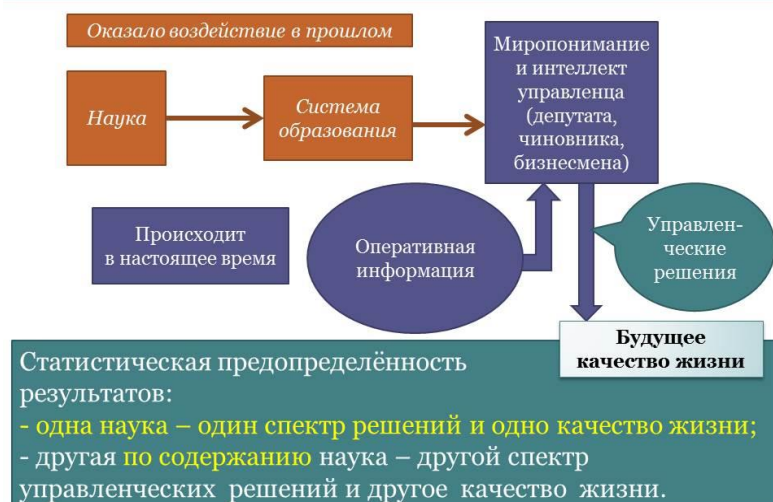 Оказало воздействие в прошлом
Наука
Система
образования
Миропонимание
и интеллект
управленца
(депутата,
чиновника,
бизнесмена)
Происходит
в настоящее время
Оперативная
информация
Управлен-
ческие
решения
Будущее
качество жизни
Статистическая предопределённость
результатов:
- одна наука – один спектр решений и одно качество жизни;
- другая по содержанию наука – другой спектр
управленческих решений и другое качество жизни.